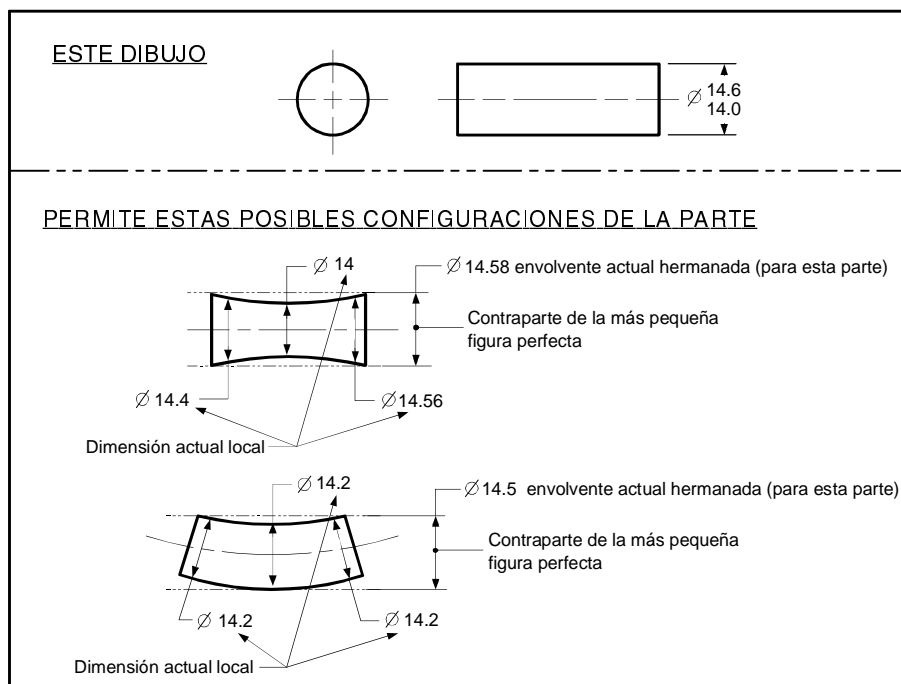 ESTE DIBUJO
∅ 14.6
14.0
PERMITE ESTAS POSIBLES CONFIGURACIONES DE LA PARTE
∅ 14
∅ 14.58 envolvente actual hermanada (para esta parte)
Contraparte de la más pequeña
figura perfecta
∅ 14.4
∅14.56
Dimensión actual local
∅ 14.2
∅14.5 envolvente actual hermanada (para esta parte)
Contraparte de la más pequeña
figura perfecta
∅ 14.2
∅ 14.2
Dimensión actual local